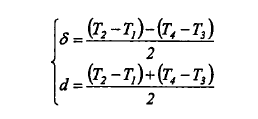 δ = (T₂ − T₁) − (T₄ − T₃) / 2
d = (T₂ − T₁) + (T₄ − T₃) / 2